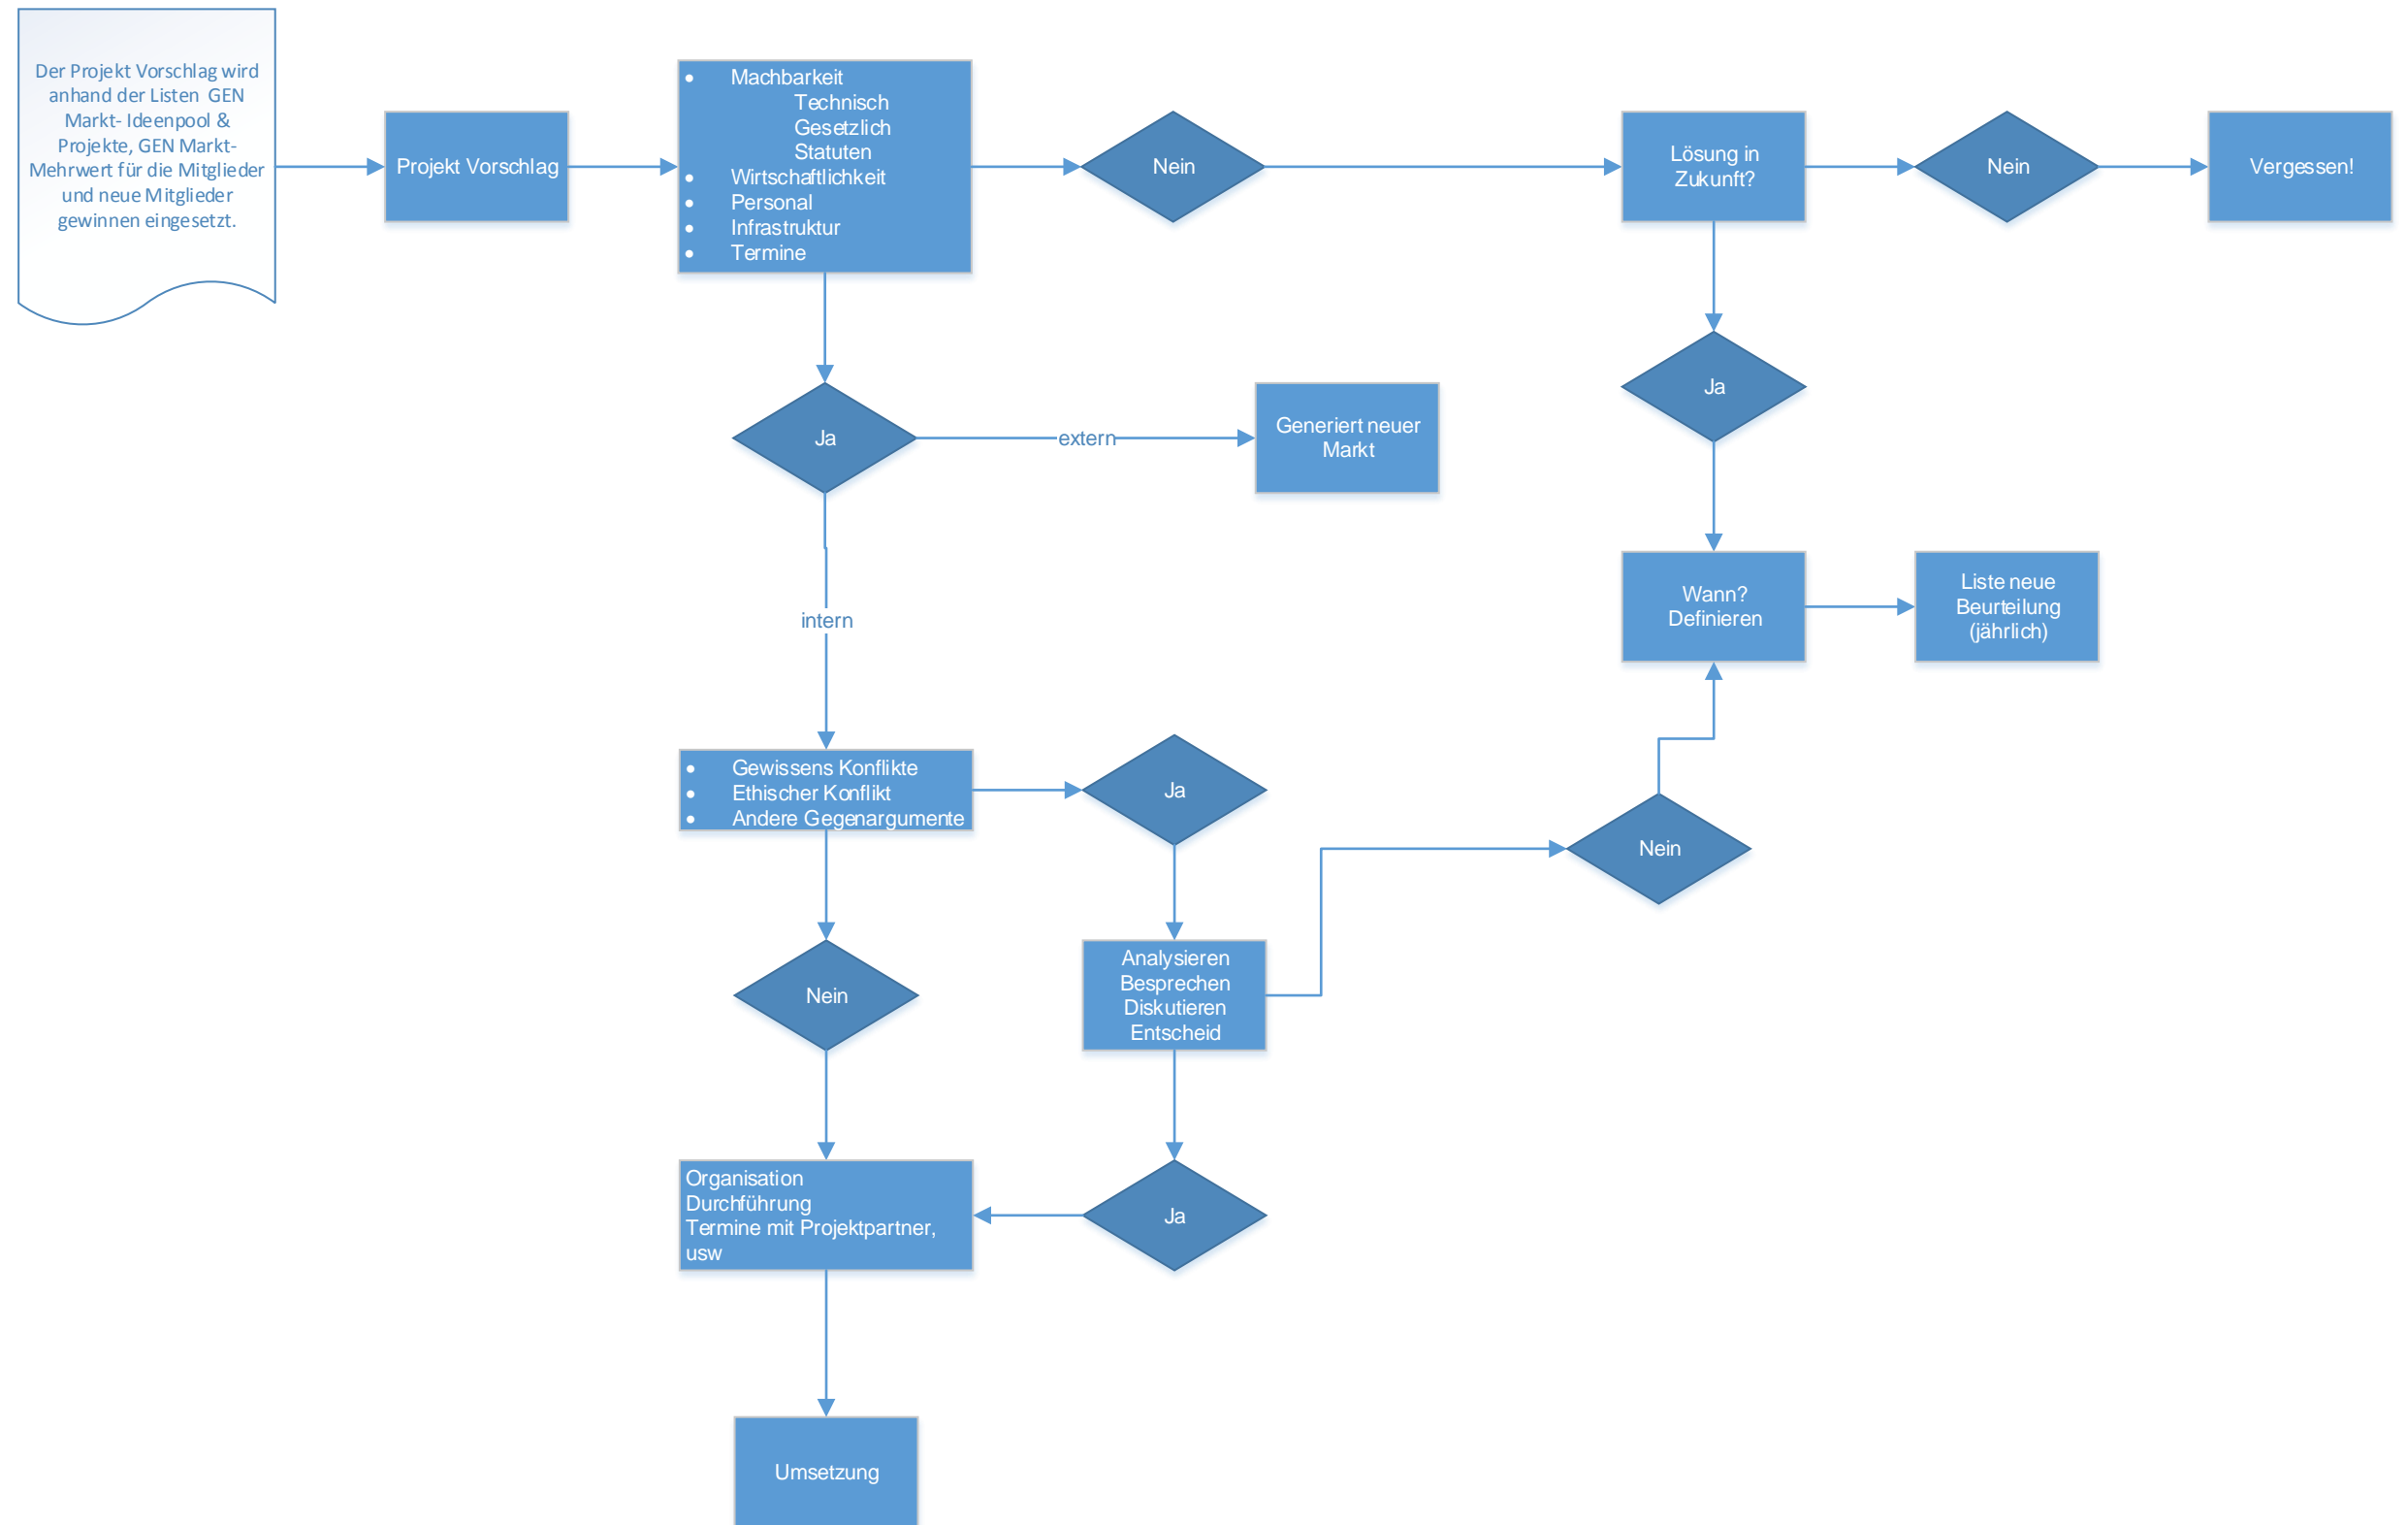 Der Projekt Vorschlag wird
anhand der Listen GEN
Markt- Ideenpool &
Projekte, GEN Markt-
Mehrwert für die Mitglieder
und neue Mitglieder
gewinnen eingesetzt.
Projekt Vorschlag
• Machbarkeit
Technisch
Gesetzlich
Statuten
• Wirtschaftlichkeit
• Personal
• Infrastruktur
• Termine
Nein
Lösung in
Zukunft?
Nein
Vergessen!
Ja
Ja
extern
Generiert neuer
Markt
intern
Wann?
Definieren
Liste neue
Beurteilung
(jährlich)
• Gewissens Konflikte
• Ethischer Konflikt
• Andere Gegenargumente
Ja
Nein
Nein
Analysieren
Besprechen
Diskutieren
Entscheid
Organisation
Durchführung
Termine mit Projektpartner,
usw
Ja
Umsetzung